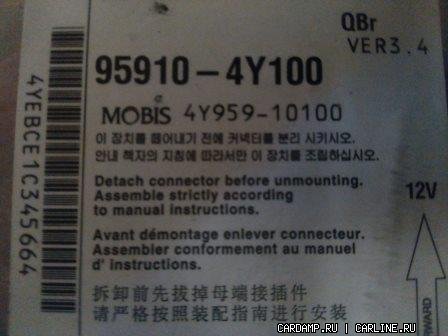 QBr
VER3.4
95910-4Y100
MOBIS 4Y959-10100
이 장치를 떼어내기 전에 커넥터를 분리 시키시오.
안내 책자의 지침에 따라서만 이 장치를 조립하십시오.
Detach connector before unmounting.
Assemble strictly according
to manual instructions.
Avant démontage enlever connecteur.
Assembler conformement au manuel
d' instructions.
拆卸前先拔掉母端接插件
请严格按照装配指南进行安装
4YEBCE1C345664
12V
WARD
CARDAMP.RU | CARLINE.RU